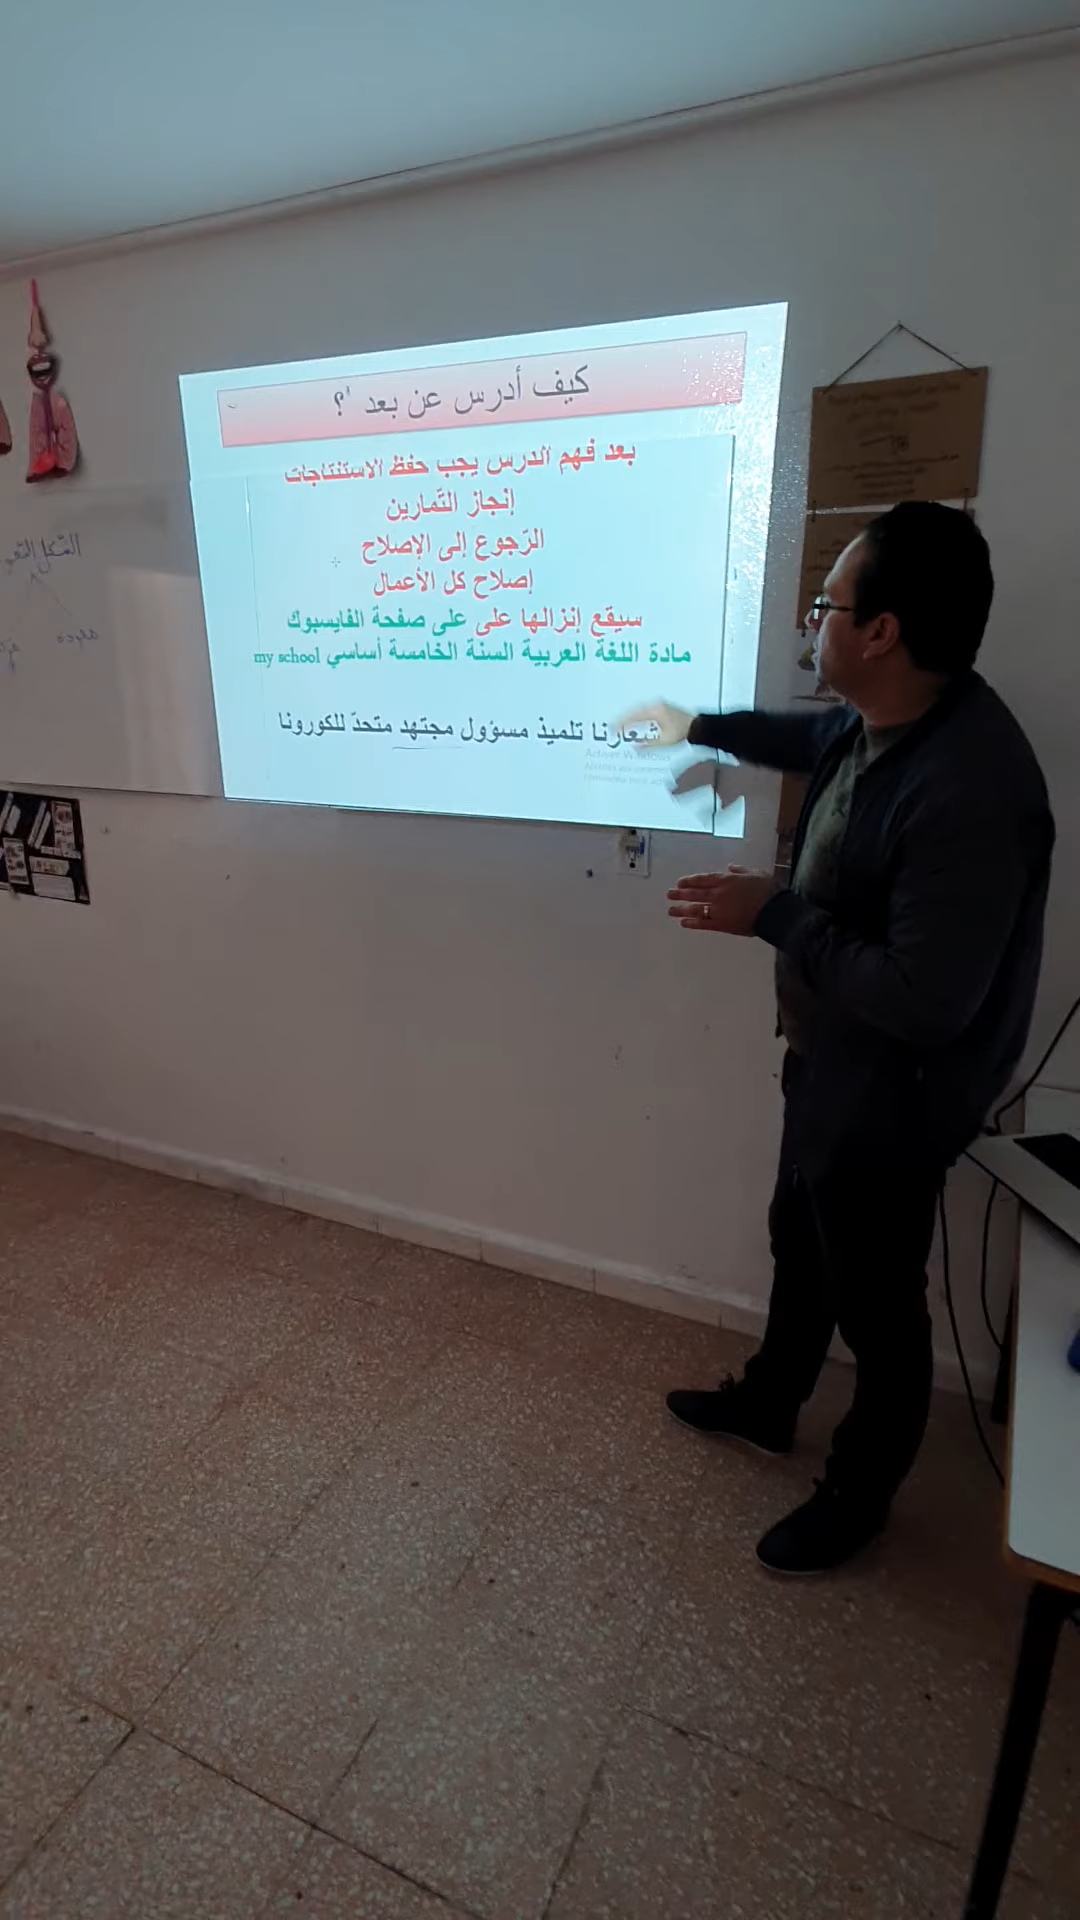 كيف أدرس عن بعد ؟
بعد فهم الدرس يجب حفظ الاستنتاجات
إنجاز التّمارين
الرّجوع إلى الإصلاح
إصلاح كل الأعمال
سيقع إنزالها على على صفحة الفايسبوك
مادة اللغة العربية السنة الخامسة أساسي my school
شعارنا تلميذ مسؤول مجتهد متحدّ للكورونا
Activer Windows